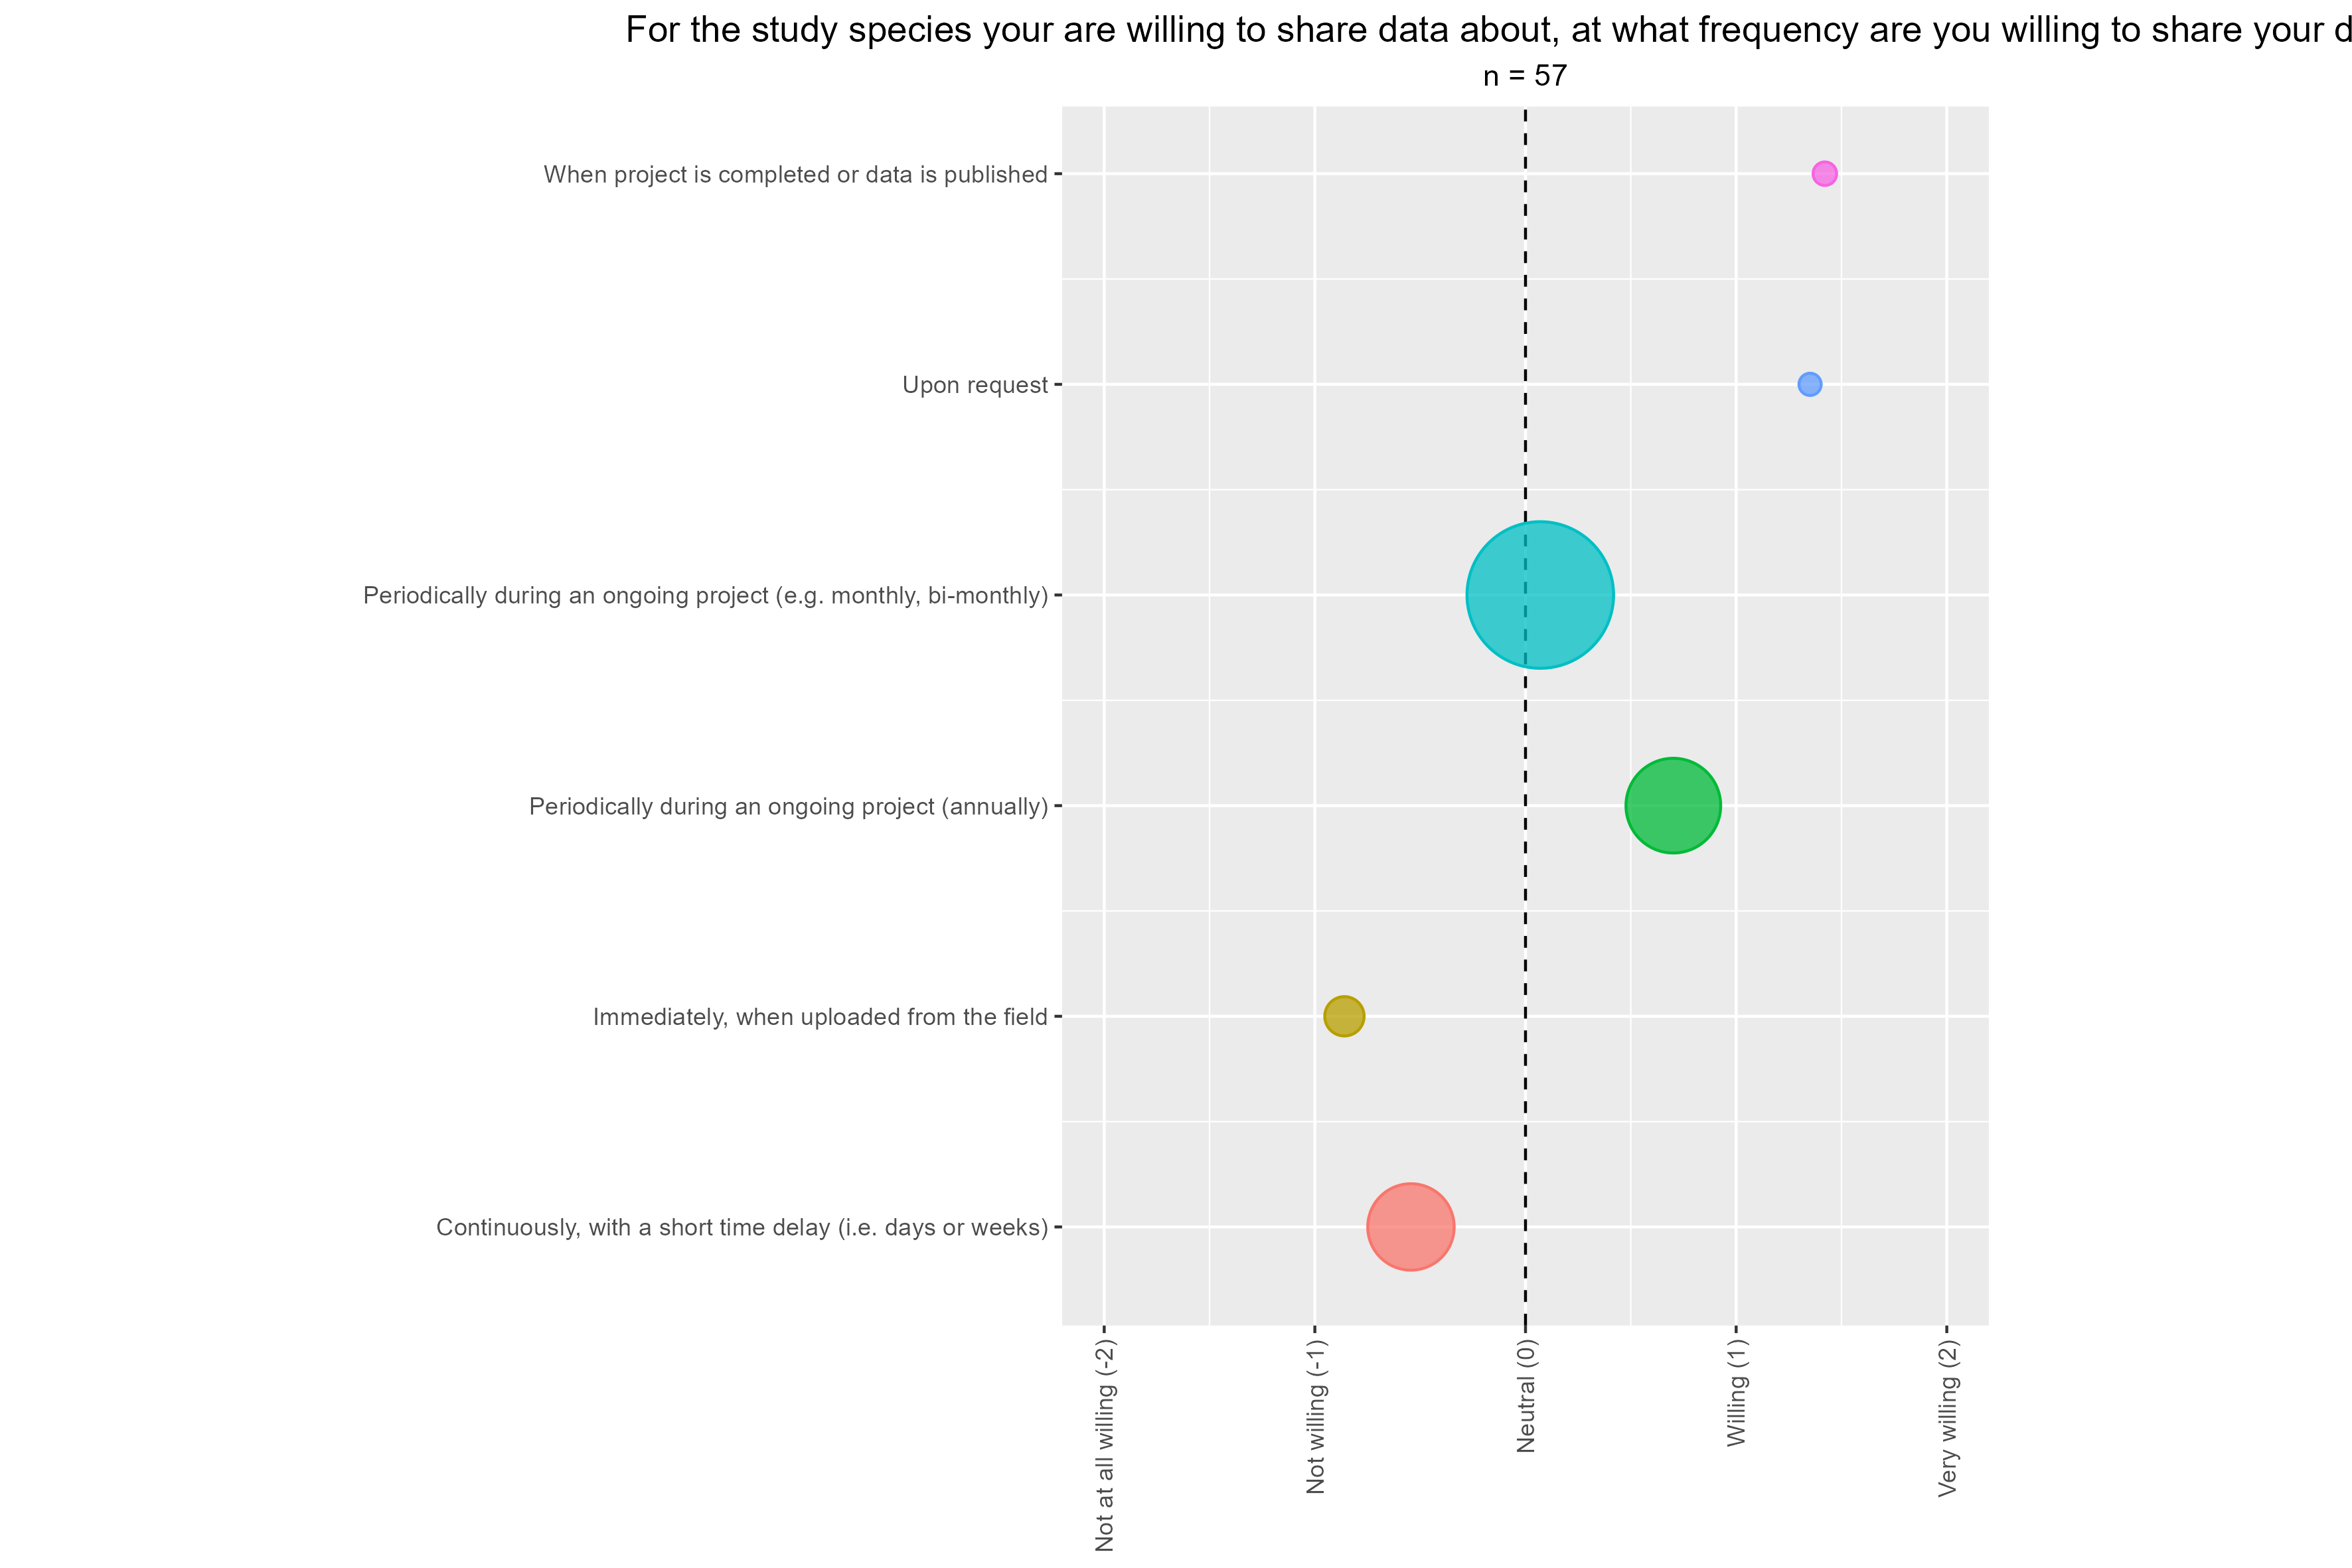 For the study species your are willing to share data about, at what frequency are you willing to share your d
n = 57
When project is completed or data is published
Upon request
Periodically during an ongoing project (e.g. monthly, bi-monthly)
Periodically during an ongoing project (annually)
Immediately, when uploaded from the field
Continuously, with a short time delay (i.e. days or weeks)
Not at all willing (-2)
Not willing (-1)
Neutral (0)
Willing (1)
Very willing (2)